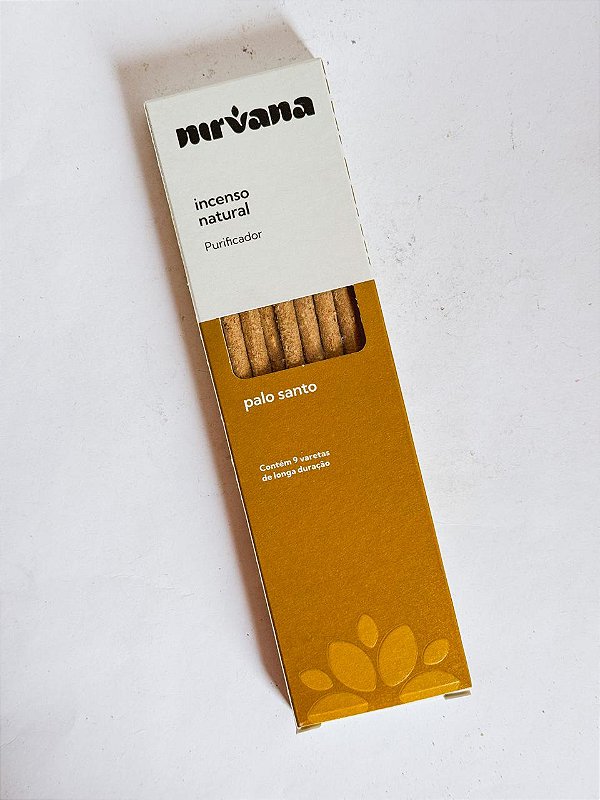 nirvana
incenso
natural
Purificador
palo santo
Contém 9 varetas
de longa duração